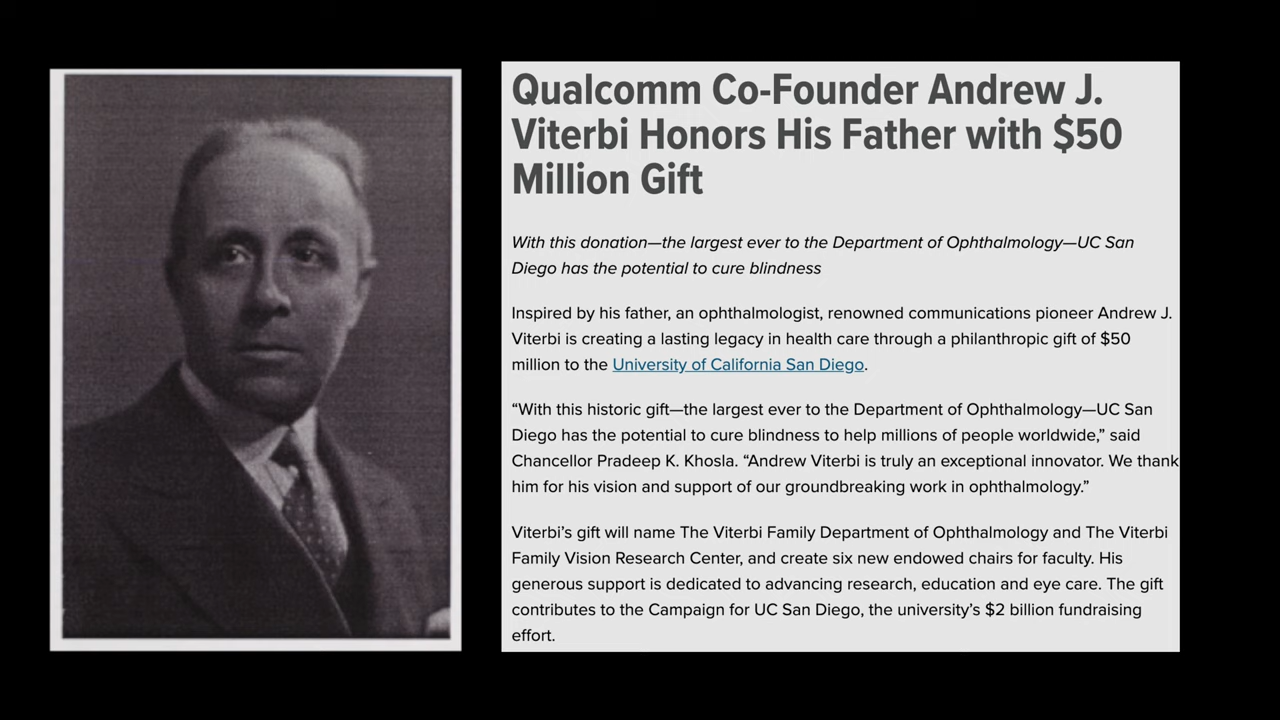 Qualcomm Co-Founder Andrew J.
Viterbi Honors His Father with $50
Million Gift
With this donation—the largest ever to the Department of Ophthalmology—UC San
Diego has the potential to cure blindness
Inspired by his father, an ophthalmologist, renowned communications pioneer Andrew J.
Viterbi is creating a lasting legacy in health care through a philanthropic gift of $50
million to the University of California San Diego.
“With this historic gift—the largest ever to the Department of Ophthalmology—UC San
Diego has the potential to cure blindness to help millions of people worldwide,” said
Chancellor Pradeep K. Khosla. “Andrew Viterbi is truly an exceptional innovator. We thank
him for his vision and support of our groundbreaking work in ophthalmology.”
Viterbi’s gift will name The Viterbi Family Department of Ophthalmology and The Viterbi
Family Vision Research Center, and create six new endowed chairs for faculty. His
generous support is dedicated to advancing research, education and eye care. The gift
contributes to the Campaign for UC San Diego, the university’s $2 billion fundraising
effort.